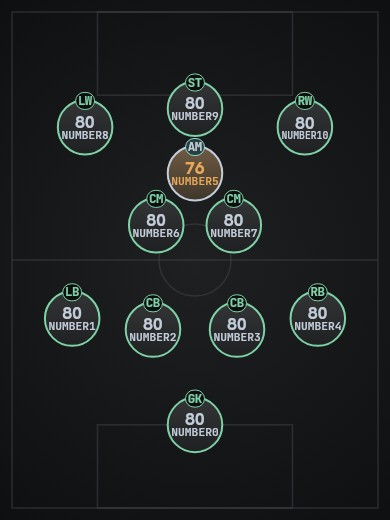 ST
80
NUMBER9
LW
80
NUMBER8
RW
80
NUMBER10
AM
76
NUMBER5
CM
80
NUMBER6
CM
80
NUMBER7
LB
80
NUMBER1
CB
80
NUMBER2
CB
80
NUMBER3
RB
80
NUMBER4
GK
80
NUMBER0